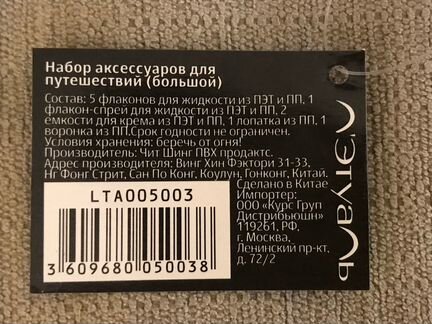 Набор аксессуаров для
путешествий (большой)
Состав: 5 флаконов для жидкости из ПЭТ и ПП, 1
флакон-спрей для жидкости из ПЭТ и ПП, 2
ёмкости для крема из ПЭТ и ПП, 1 лопатка из ПП, 1
воронка из ПП.Срок годности не ограничен.
Условия хранения: беречь от огня!
Производитель: Чит Шинг ПВХ продактс.
Адрес производителя: Винг Хин Фэктори 31-33,
Нг Фонг Стрит, Сан По Конг, Коулун, Гонконг, Китай.
Сделано в Китае
Импортер:
ООО «Курс Груп
Дистрибьюшн»
119261, РФ,
г. Москва,
Ленинский пр-кт,
д. 72/2
LTA005003
3 609680 050038
Л'ЭТУАЛЬ